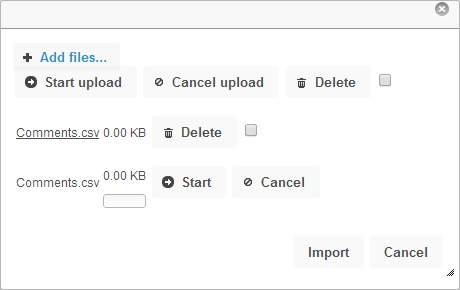 Add files...
Start upload Cancel upload Delete
Comments.csv 0.00 KB Delete
Comments.csv 0.00 KB Start Cancel
Import Cancel